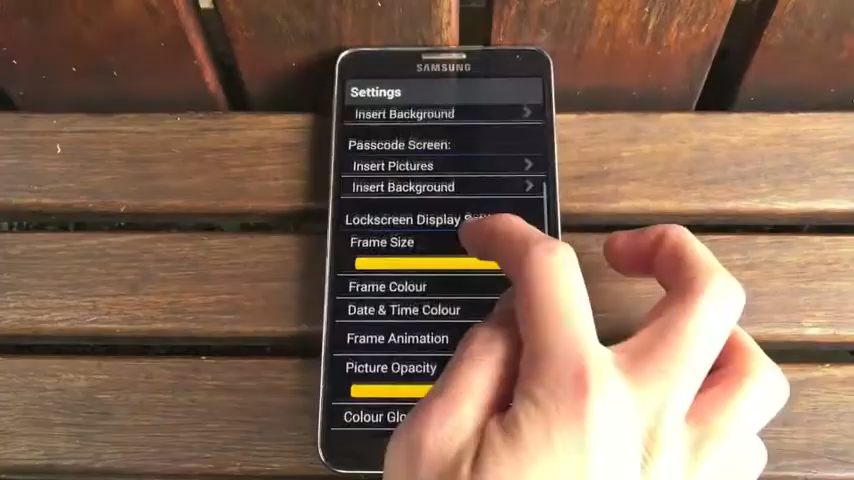 SAMSUNG
Settings
Insert Background
Passcode Screen:
Insert Pictures
Insert Background
Lockscreen Display
Frame Size
Frame Colour
Date & Time Colour
Frame Animation
Picture Opacity
Colour